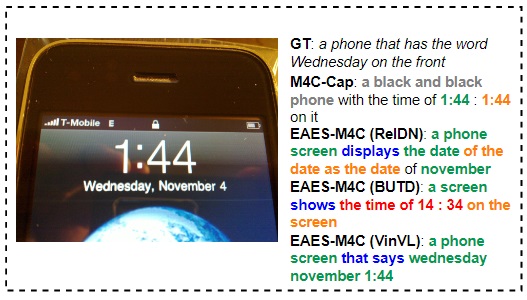 T-Mobile E
1:44
Wednesday, November 4
GT: a phone that has the word
Wednesday on the front
M4C-Cap: a black and black
phone with the time of 1:44 : 1:44
on it
EAES-M4C (RelDN): a phone
screen displays the date of the
date as the date of november
EAES-M4C (BUTD): a screen
shows the time of 14 : 34 on the
screen
EAES-M4C (VinVL): a phone
screen that says wednesday
november 1:44